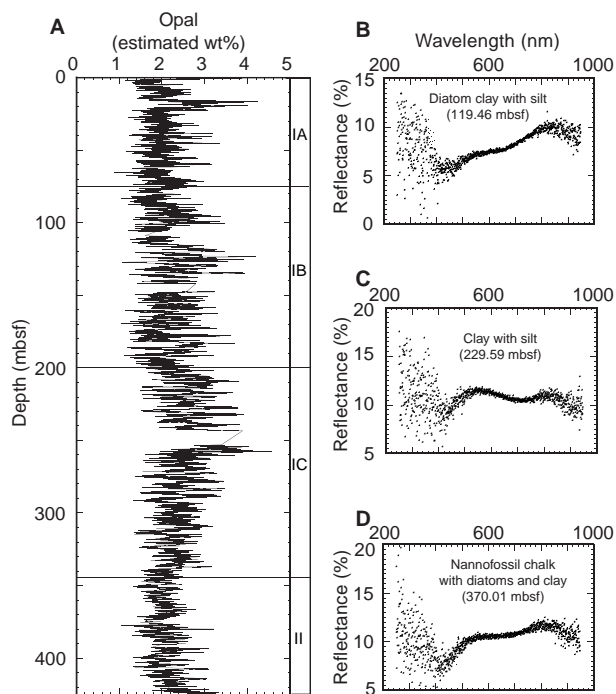 A
Opal
(estimated wt%)
0 1 2 3 4 5
0
100
200
300
400
Depth (mbsf)
IA
IB
IC
II
Wavelength (nm)
B
200 600 1000
15
10
5
0
Reflectance (%)
Diatom clay with silt
(119.46 mbsf)
C
200 600 1000
20
15
10
5
Reflectance (%)
Clay with silt
(229.59 mbsf)
D
200 600 1000
20
15
10
5
Reflectance (%)
Nannofossil chalk
with diatoms and clay
(370.01 mbsf)